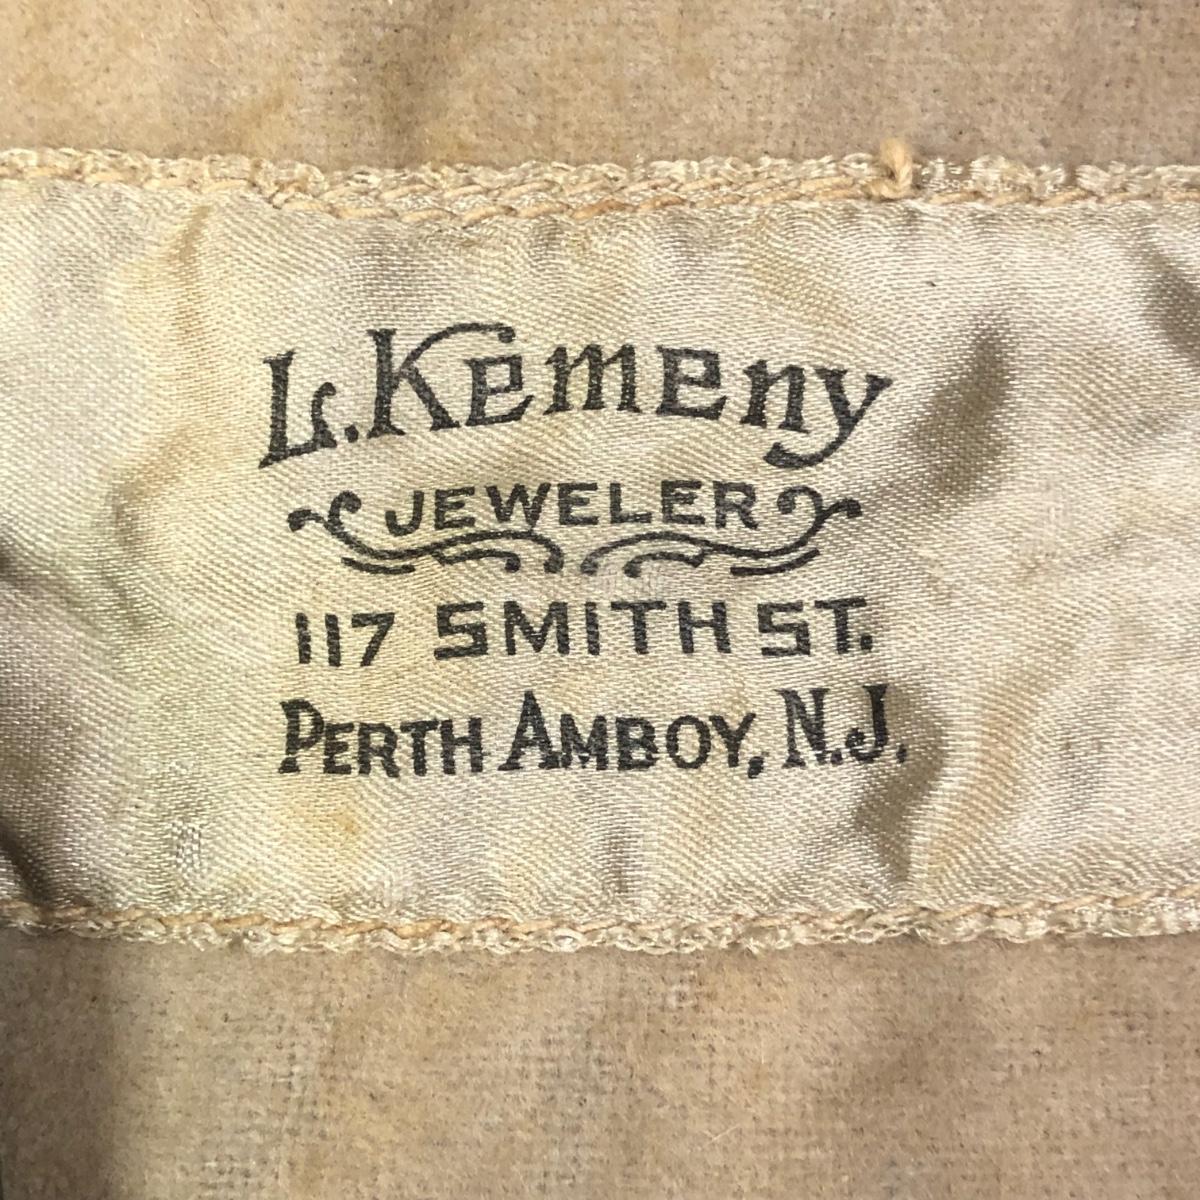 L. Kemeny
JEWELER
117 SMITH ST.
PERTH AMBOY, N.J.